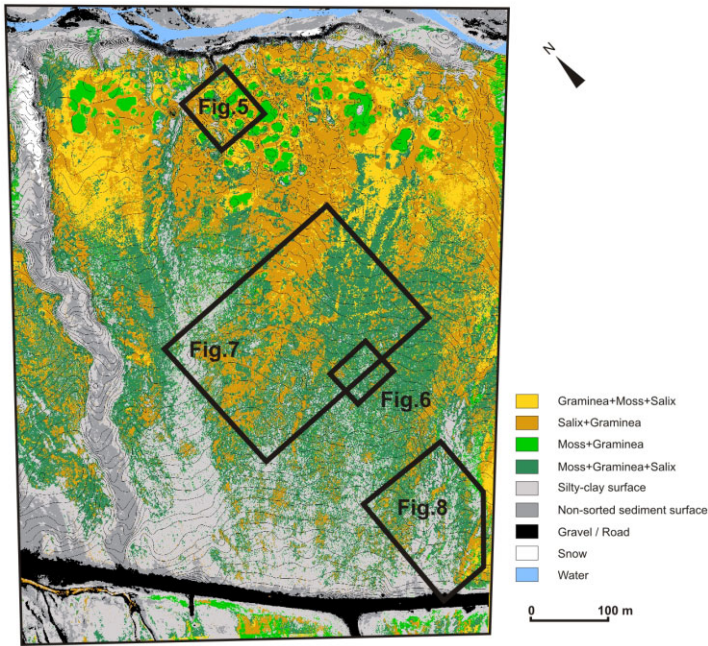 N
Fig.5
Fig.7
Fig.6
Fig.8
Graminea+Moss+Salix
Salix+Graminea
Moss+Graminea
Moss+Graminea+Salix
Silty-clay surface
Non-sorted sediment surface
Gravel / Road
Snow
Water
0 100 m